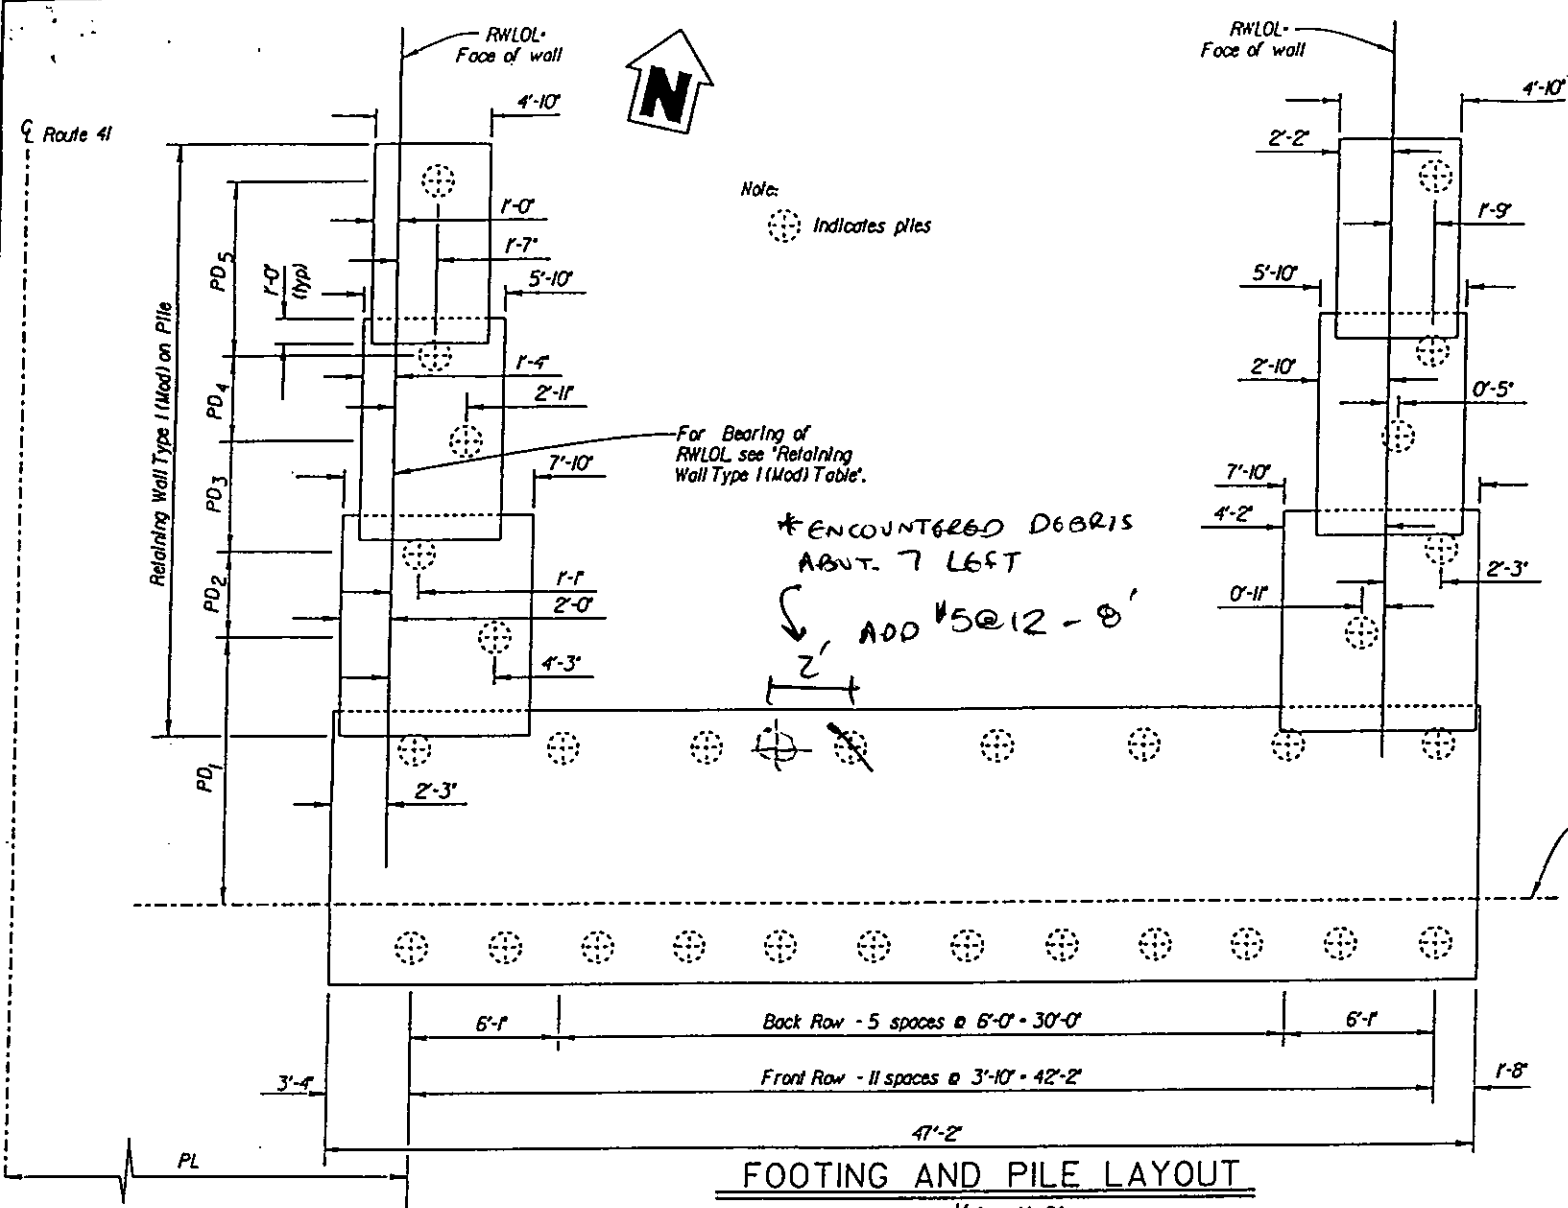 RWLOL-
Face of wall
RWLOL-
Face of wall
N
4'-10"
4'-10"
℄ Route 41
2'-2"
Note:
Indicates piles
1'-0"
1'-9"
1'-7"
PD5
1'-0"
(typ)
5'-10"
5'-10"
Retaining Wall Type 1 (Mod) on Pile
1'-4"
2'-10"
PD4
2'-11"
0'-5"
For Bearing of
RWLOL see "Retaining
Wall Type 1 (Mod) Table".
7'-10"
7'-10"
PD3
4'-2"
* ENCOUNTERED DEBRIS
ABUT. 7 LEFT
PD2
1'-1"
2'-3"
2'-0"
0'-11"
ADD #5@12 - 8'
2'
4'-3"
PD1
2'-3"
6'-1"
Back Row - 5 spaces @ 6'-0" = 30'-0"
6'-1"
3'-4"
Front Row - 11 spaces @ 3'-10" = 42'-2"
1'-8"
47'-2"
PL
FOOTING AND PILE LAYOUT